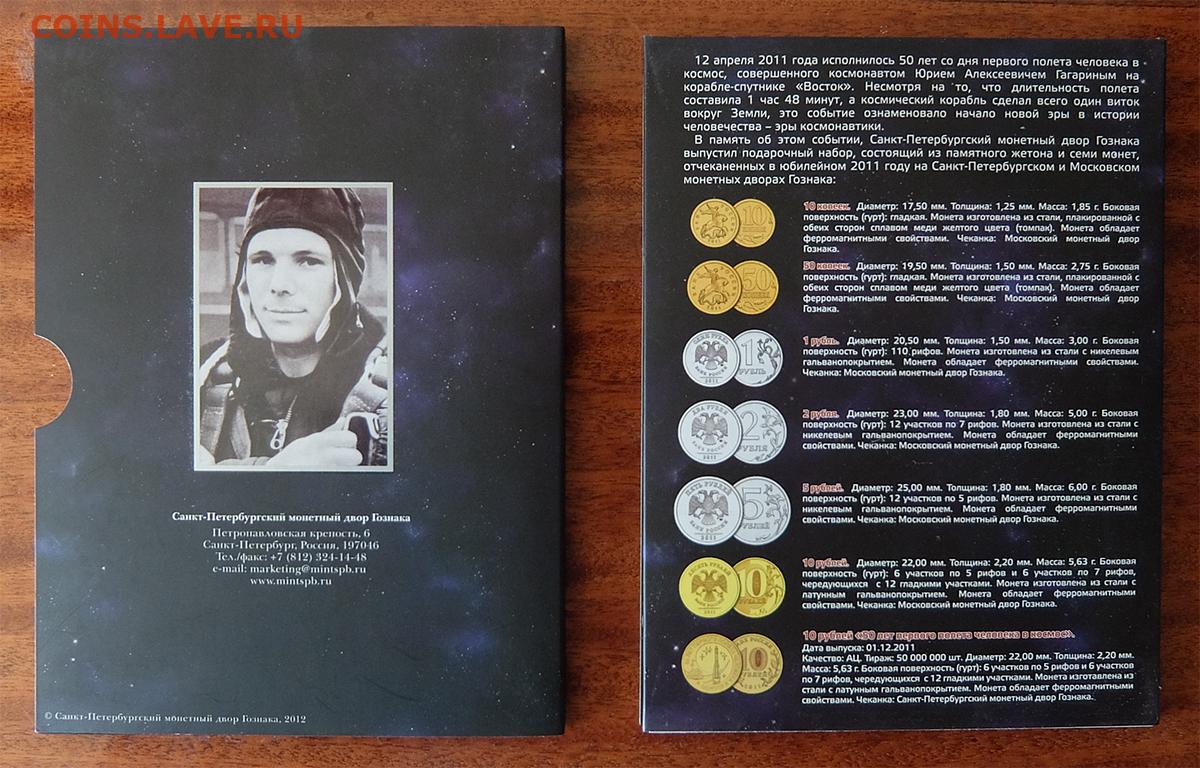 COINS.LAVE.RU
Санкт-Петербургский монетный двор Гознака
Петропавловская крепость, 6
Санкт-Петербург, Россия, 197046
Тел./факс: +7 (812) 324-14-48
e-mail: marketing@mintspb.ru
www.mintspb.ru
© Санкт-Петербургский монетный двор Гознака, 2012
12 апреля 2011 года исполнилось 50 лет со дня первого полета человека в
космос, совершенного космонавтом Юрием Алексеевичем Гагариным на
корабле-спутнике «Восток». Несмотря на то, что длительность полета
составила 1 час 48 минут, а космический корабль сделал всего один виток
вокруг Земли, это событие ознаменовало начало новой эры в истории
человечества – эры космонавтики.
В память об этом событии, Санкт-Петербургский монетный двор Гознака
выпустил подарочный набор, состоящий из памятного жетона и семи монет,
отчеканенных в юбилейном 2011 году на Санкт-Петербургском и Московском
монетных дворах Гознака:
10 копеек. Диаметр: 17,50 мм. Толщина: 1,25 мм. Масса: 1,85 г. Боковая
поверхность (гурт): гладкая. Монета изготовлена из стали, плакированной с
обеих сторон сплавом меди желтого цвета (томпак). Монета обладает
ферромагнитными свойствами. Чеканка: Московский монетный двор
Гознака.
50 копеек. Диаметр: 19,50 мм. Толщина: 1,50 мм. Масса: 2,75 г. Боковая
поверхность (гурт): гладкая. Монета изготовлена из стали, плакированной с
обеих сторон сплавом меди желтого цвета (томпак). Монета обладает
ферромагнитными свойствами. Чеканка: Московский монетный двор
Гознака.
1 рубль. Диаметр: 20,50 мм. Толщина: 1,50 мм. Масса: 3,00 г. Боковая
поверхность (гурт): 110 рифов. Монета изготовлена из стали с никелевым
гальванопокрытием. Монета обладает ферромагнитными свойствами.
Чеканка: Московский монетный двор Гознака.
2 рубля. Диаметр: 23,00 мм. Толщина: 1,80 мм. Масса: 5,00 г. Боковая
поверхность (гурт): 12 участков по 7 рифов. Монета изготовлена из стали с
никелевым гальванопокрытием. Монета обладает ферромагнитными
свойствами. Чеканка: Московский монетный двор Гознака.
5 рублей. Диаметр: 25,00 мм. Толщина: 1,80 мм. Масса: 6,00 г. Боковая
поверхность (гурт): 12 участков по 5 рифов. Монета изготовлена из стали с
никелевым гальванопокрытием. Монета обладает ферромагнитными
свойствами. Чеканка: Московский монетный двор Гознака.
10 рублей. Диаметр: 22,00 мм. Толщина: 2,20 мм. Масса: 5,63 г. Боковая
поверхность (гурт): 6 участков по 5 рифов и 6 участков по 7 рифов,
чередующихся с 12 гладкими участками. Монета изготовлена из стали с
латунным гальванопокрытием. Монета обладает ферромагнитными
свойствами. Чеканка: Московский монетный двор Гознака.
10 рублей «50 лет первого полета человека в космос».
Дата выпуска: 01.12.2011
Качество: АЦ. Тираж: 50 000 000 шт. Диаметр: 22,00 мм. Толщина: 2,20 мм.
Масса: 5,63 г. Боковая поверхность (гурт): 6 участков по 5 рифов и 6 участков
по 7 рифов, чередующихся с 12 гладкими участками. Монета изготовлена из
стали с латунным гальванопокрытием. Монета обладает ферромагнитными
свойствами. Чеканка: Санкт-Петербургский монетный двор Гознака.